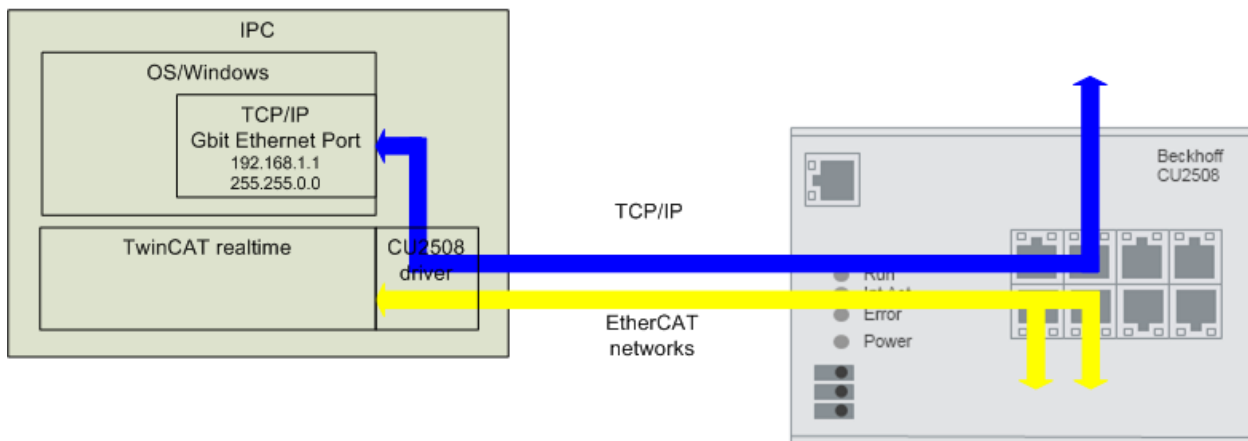 IPC
OS/Windows
TCP/IP
Gbit Ethernet Port
192.168.1.1
255.255.0.0
TwinCAT realtime
CU2508
driver
TCP/IP
EtherCAT
networks
Beckhoff
CU2508
Run
Error
Power